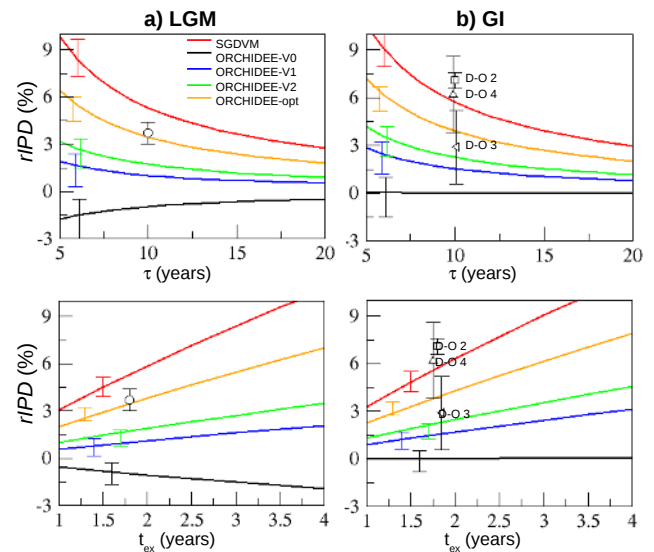 a) LGM
b) GI
9
6
3
0
-3
rIPD (%)
SGDVM
ORCHIDEE-V0
ORCHIDEE-V1
ORCHIDEE-V2
ORCHIDEE-opt
5
10
15
20
τ (years)
9
6
3
0
-3
D-O 2
D-O 4
D-O 3
5
10
15
20
τ (years)
9
6
3
0
-3
rIPD (%)
1
1.5
2
2.5
3
3.5
4
t_ex (years)
9
6
3
0
-3
D-O 2
D-O 4
D-O 3
1
1.5
2
2.5
3
3.5
4
t_ex (years)